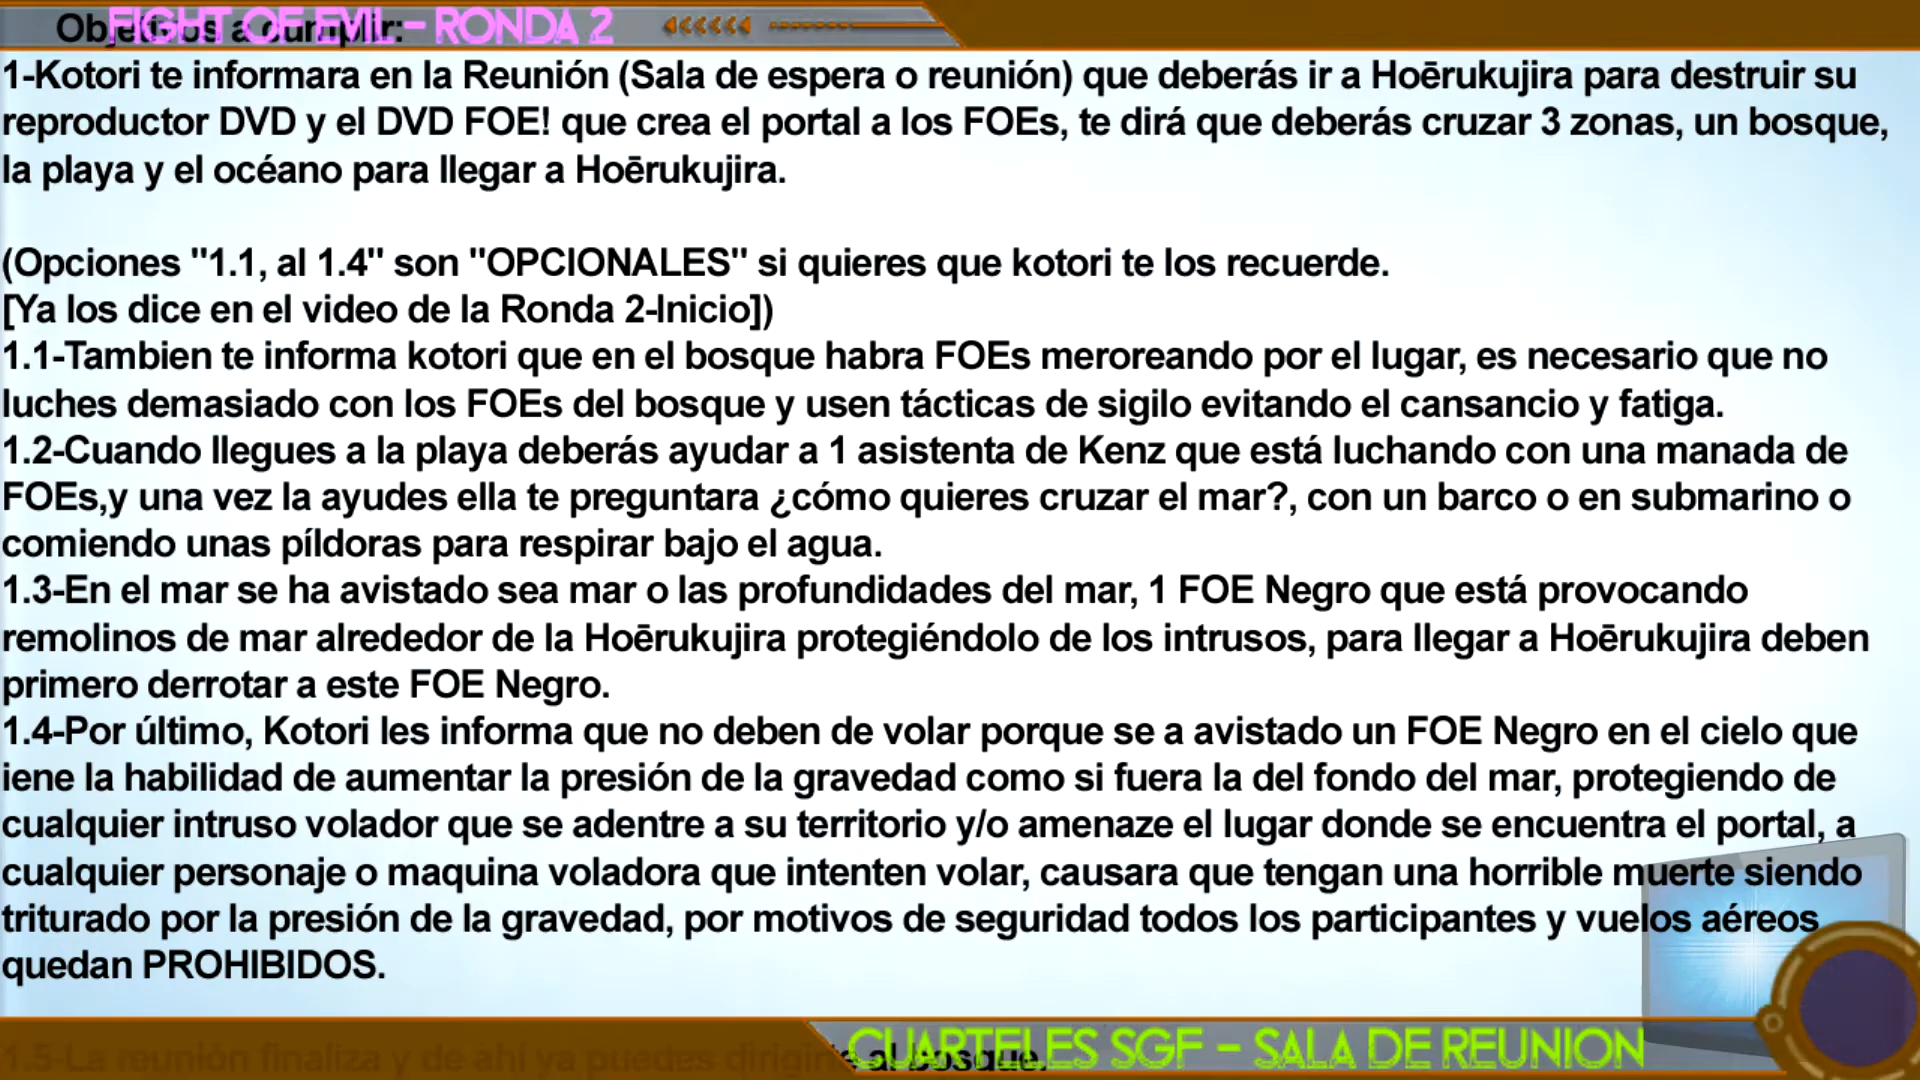 Objetivos a cumplir:
FIGHT OF EVIL - RONDA 2
1-Kotori te informara en la Reunión (Sala de espera o reunión) que deberás ir a Hoērukujira para destruir su
reproductor DVD y el DVD FOE! que crea el portal a los FOEs, te dirá que deberás cruzar 3 zonas, un bosque,
la playa y el océano para llegar a Hoērukujira.
(Opciones "1.1, al 1.4" son "OPCIONALES" si quieres que kotori te los recuerde.
[Ya los dice en el video de la Ronda 2-Inicio])
1.1-Tambien te informa kotori que en el bosque habra FOEs meroreando por el lugar, es necesario que no
luches demasiado con los FOEs del bosque y usen tácticas de sigilo evitando el cansancio y fatiga.
1.2-Cuando llegues a la playa deberás ayudar a 1 asistenta de Kenz que está luchando con una manada de
FOEs,y una vez la ayudes ella te preguntara ¿cómo quieres cruzar el mar?, con un barco o en submarino o
comiendo unas píldoras para respirar bajo el agua.
1.3-En el mar se ha avistado sea mar o las profundidades del mar, 1 FOE Negro que está provocando
remolinos de mar alrededor de la Hoērukujira protegiéndolo de los intrusos, para llegar a Hoērukujira deben
primero derrotar a este FOE Negro.
1.4-Por último, Kotori les informa que no deben de volar porque se a avistado un FOE Negro en el cielo que
iene la habilidad de aumentar la presión de la gravedad como si fuera la del fondo del mar, protegiendo de
cualquier intruso volador que se adentre a su territorio y/o amenaze el lugar donde se encuentra el portal, a
cualquier personaje o maquina voladora que intenten volar, causara que tengan una horrible muerte siendo
triturado por la presión de la gravedad, por motivos de seguridad todos los participantes y vuelos aéreos
quedan PROHIBIDOS.
1.5-La reunión finaliza y de ahí ya puedes dirigirte al bosque.
CUARTELES SGF - SALA DE REUNION